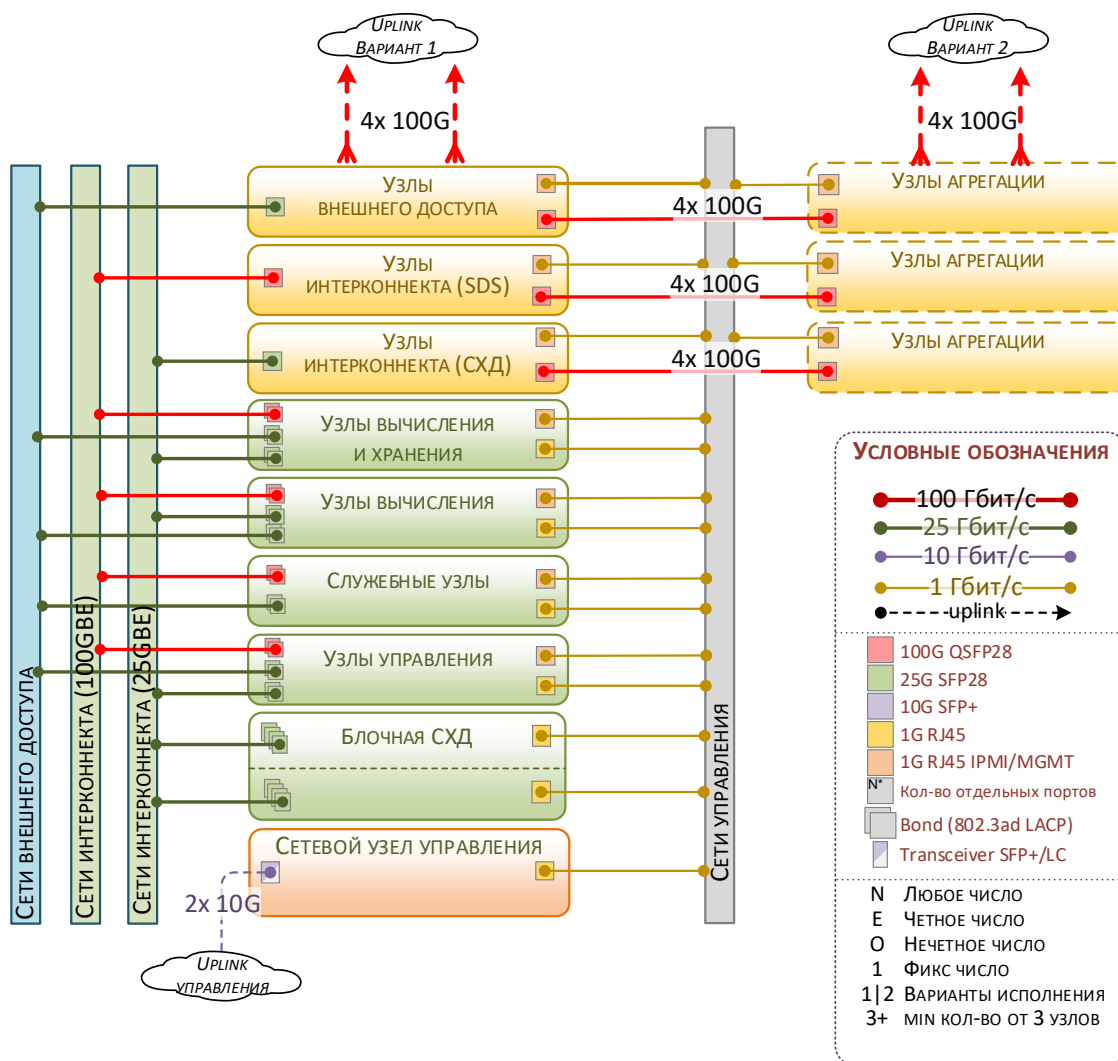 Uplink
Вариант 1
Uplink
Вариант 2
4x 100G
4x 100G
Узлы
внешнего доступа
Узлы агрегации
4x 100G
Узлы
интерконнекта (SDS)
Узлы агрегации
4x 100G
Узлы
интерконнекта (СХД)
Узлы агрегации
4x 100G
Узлы вычисления
и хранения
Узлы вычисления
Служебные узлы
Узлы управления
Блочная СХД
Сетевой узел управления
2x 10G
Uplink
управления
Сети внешнего доступа
Сети интерконнекта (100GBE)
Сети интерконнекта (25GBE)
Сети управления
Условные обозначения
100 Гбит/с
25 Гбит/с
10 Гбит/с
1 Гбит/с
uplink
100G QSFP28
25G SFP28
10G SFP+
1G RJ45
1G RJ45 IPMI/MGMT
N* Кол-во отдельных портов
Bond (802.3ad LACP)
Transceiver SFP+/LC
N Любое число
E Четное число
O Нечетное число
1 Фикс число
1|2 Варианты исполнения
3+ min кол-во от 3 узлов